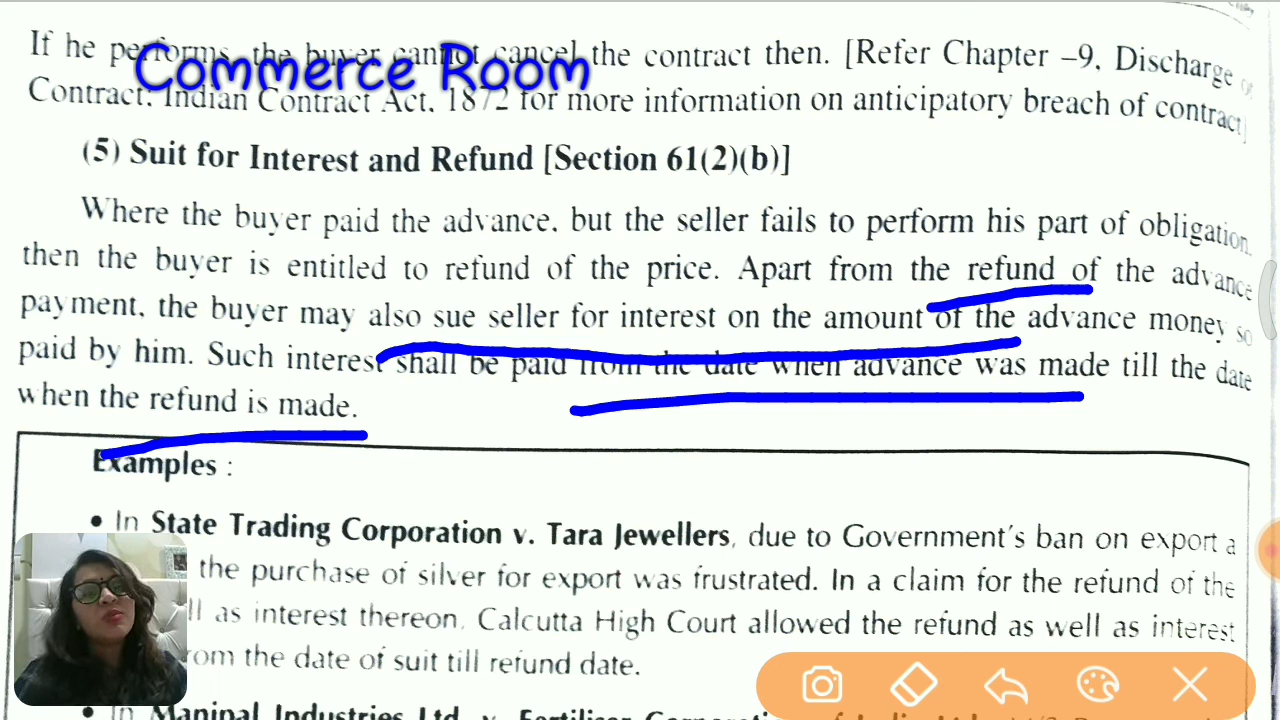 If he performs, the buyer cannot cancel the contract then. [Refer Chapter –9, Discharge
Commerce Room
Contract, Indian Contract Act, 1872 for more information on anticipatory breach of contract]
(5) Suit for Interest and Refund [Section 61(2)(b)]
Where the buyer paid the advance, but the seller fails to perform his part of obligation,
then the buyer is entitled to refund of the price. Apart from the refund of the advance
payment, the buyer may also sue seller for interest on the amount of the advance money so
paid by him. Such interest shall be paid from the date when advance was made till the date
when the refund is made.
Examples :
• In State Trading Corporation v. Tara Jewellers, due to Government's ban on export a
the purchase of silver for export was frustrated. In a claim for the refund of the
as interest thereon, Calcutta High Court allowed the refund as well as interest
from the date of suit till refund date.
• In Manipal Industries Ltd. v. Fertiliser